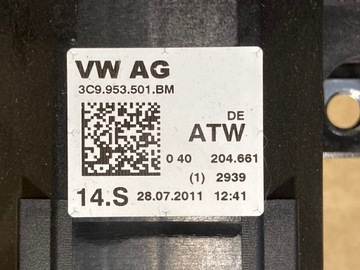 VW AG
3C9.953.501.BM
DE
ATW
0 40 204.661
(1) 2939
14.S 28.07.2011 12:41